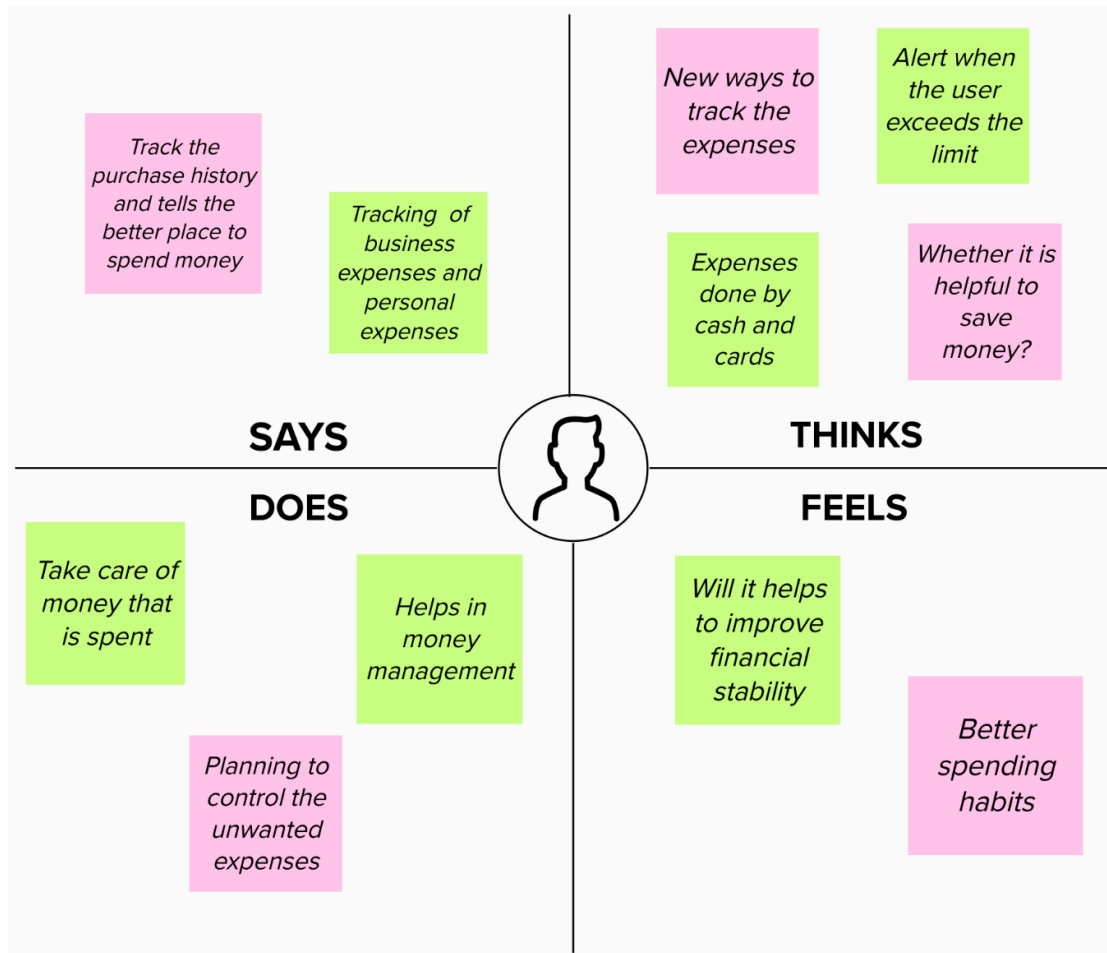 Track the
purchase history
and tells the
better place to
spend money
Tracking of
business
expenses and
personal
expenses
SAYS
New ways to
track the
expenses
Alert when
the user
exceeds the
limit
Expenses
done by
cash and
cards
Whether it is
helpful to
save
money?
THINKS
DOES
Take care of
money that
is spent
Helps in
money
management
Planning to
control the
unwanted
expenses
FEELS
Will it helps
to improve
financial
stability
Better
spending
habits